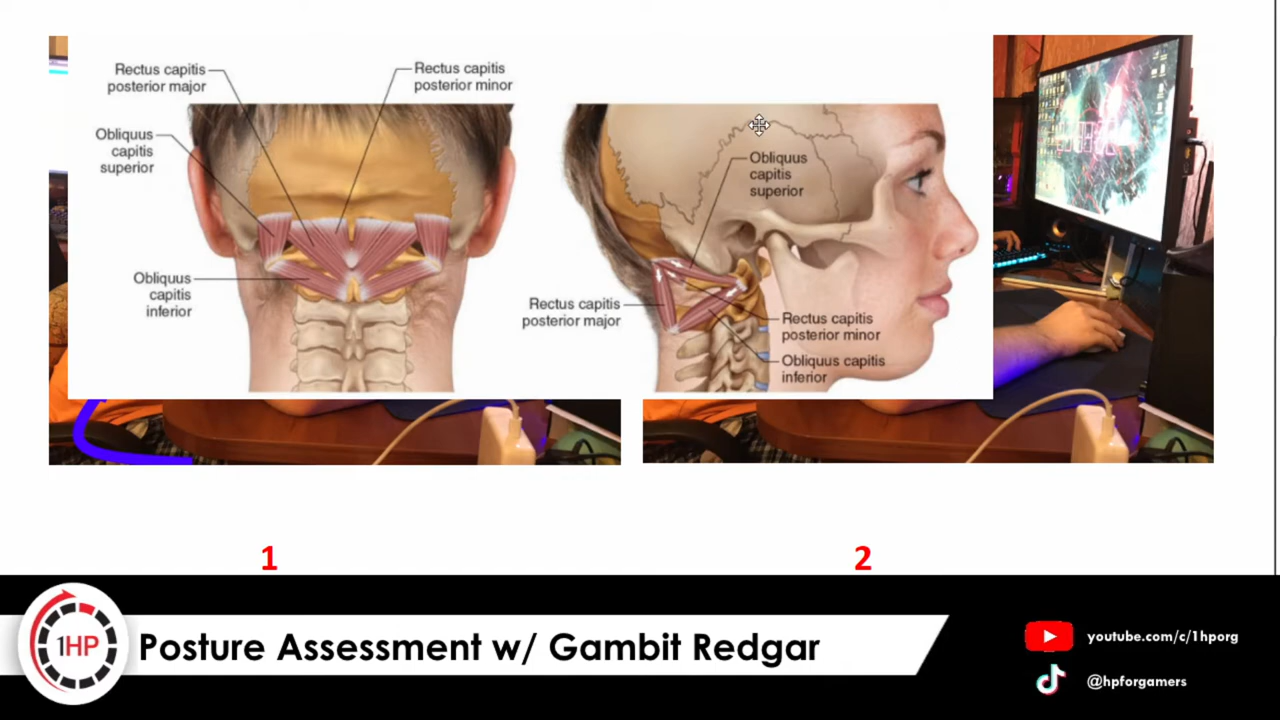 Rectus capitis
posterior major
Rectus capitis
posterior minor
Obliquus
capitis
superior
Obliquus
capitis
superior
Obliquus
capitis
inferior
Rectus capitis
posterior major
Rectus capitis
posterior minor
Obliquus capitis
inferior
1
2
1HP
Posture Assessment w/ Gambit Redgar
youtube.com/c/1hporg
@hpforgamers